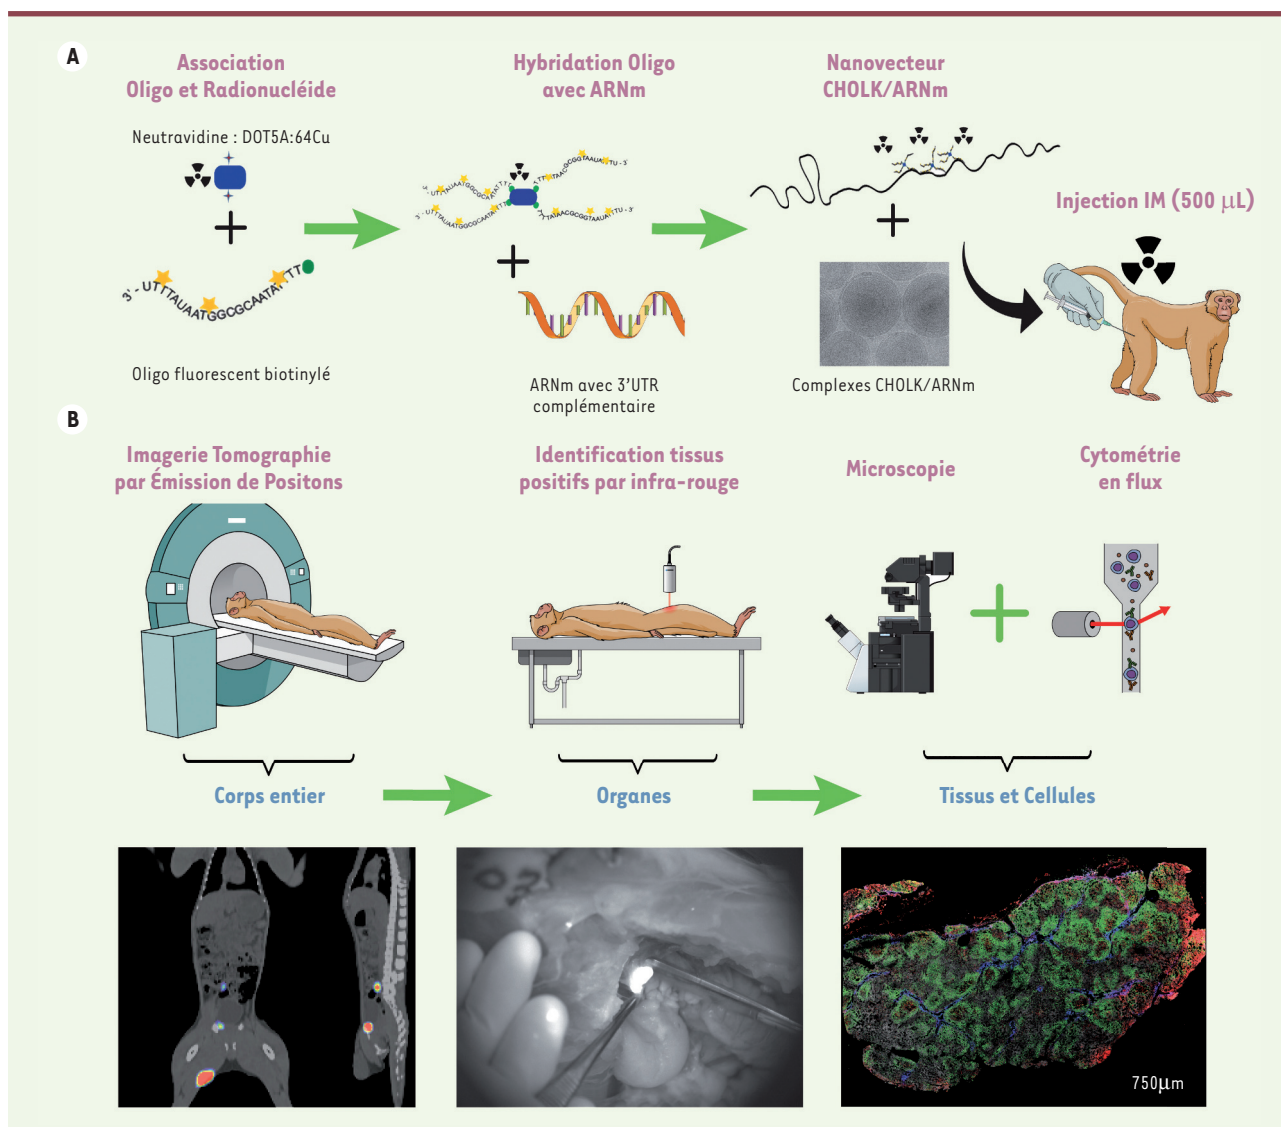 A
Association
Oligo et Radionucléide
Neutravidine : DOT5A:64Cu
3' - UTTTAUAATGGCGCAATATTT
Oligo fluorescent biotinylé
Hybridation Oligo
avec ARNm
ARNm avec 3'UTR
complémentaire
Nanovecteur
CHOLK/ARNm
Complexes CHOLK/ARNm
Injection IM (500 µL)
B
Imagerie Tomographie
par Émission de Positons
Identification tissus
positifs par infra-rouge
Microscopie
Cytométrie
en flux
Corps entier
Organes
Tissus et Cellules
750µm